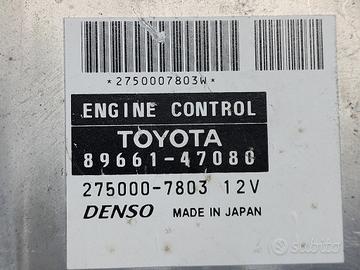 *2750007803W*
ENGINE CONTROL
TOYOTA
89661-47080
275000-7803 12V
DENSO MADE IN JAPAN
subito